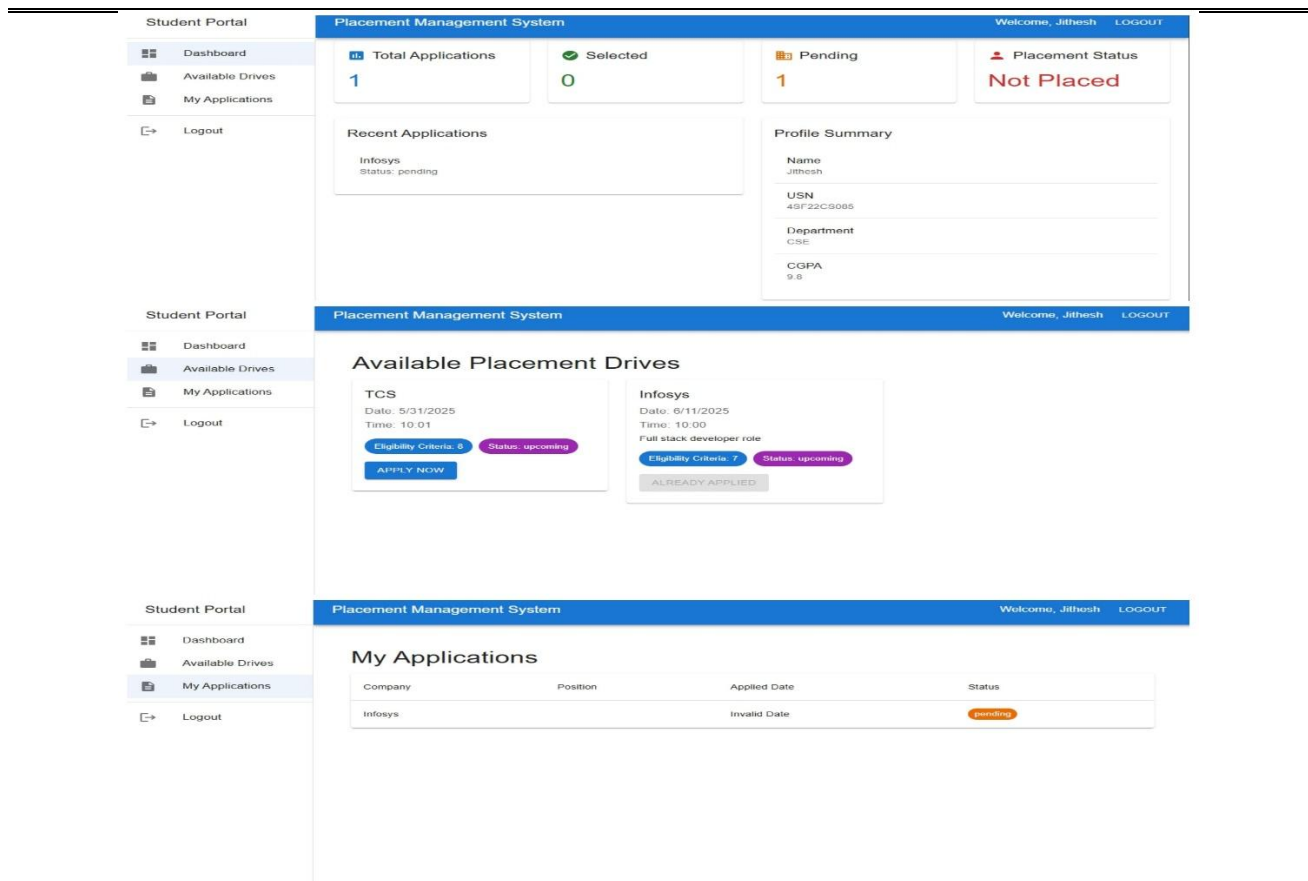 Student Portal
Placement Management System
Welcome, Jithesh LOGOUT
Dashboard
Available Drives
My Applications
Logout
Total Applications
1
Selected
0
Pending
1
Placement Status
Not Placed
Recent Applications
Infosys
Status: pending
Profile Summary
Name
Jithesh
USN
4SF22CS085
Department
CSE
CGPA
9.8
Student Portal
Placement Management System
Welcome, Jithesh LOGOUT
Dashboard
Available Drives
My Applications
Logout
Available Placement Drives
TCS
Date: 5/31/2025
Time: 10:01
Eligibility Criteria: 8 Status: upcoming
APPLY NOW
Infosys
Date: 6/11/2025
Time: 10:00
Full stack developer role
Eligibility Criteria: 7 Status: upcoming
ALREADY APPLIED
Student Portal
Placement Management System
Welcome, Jithesh LOGOUT
Dashboard
Available Drives
My Applications
Logout
My Applications
Company Position Applied Date Status
Infosys Invalid Date pending